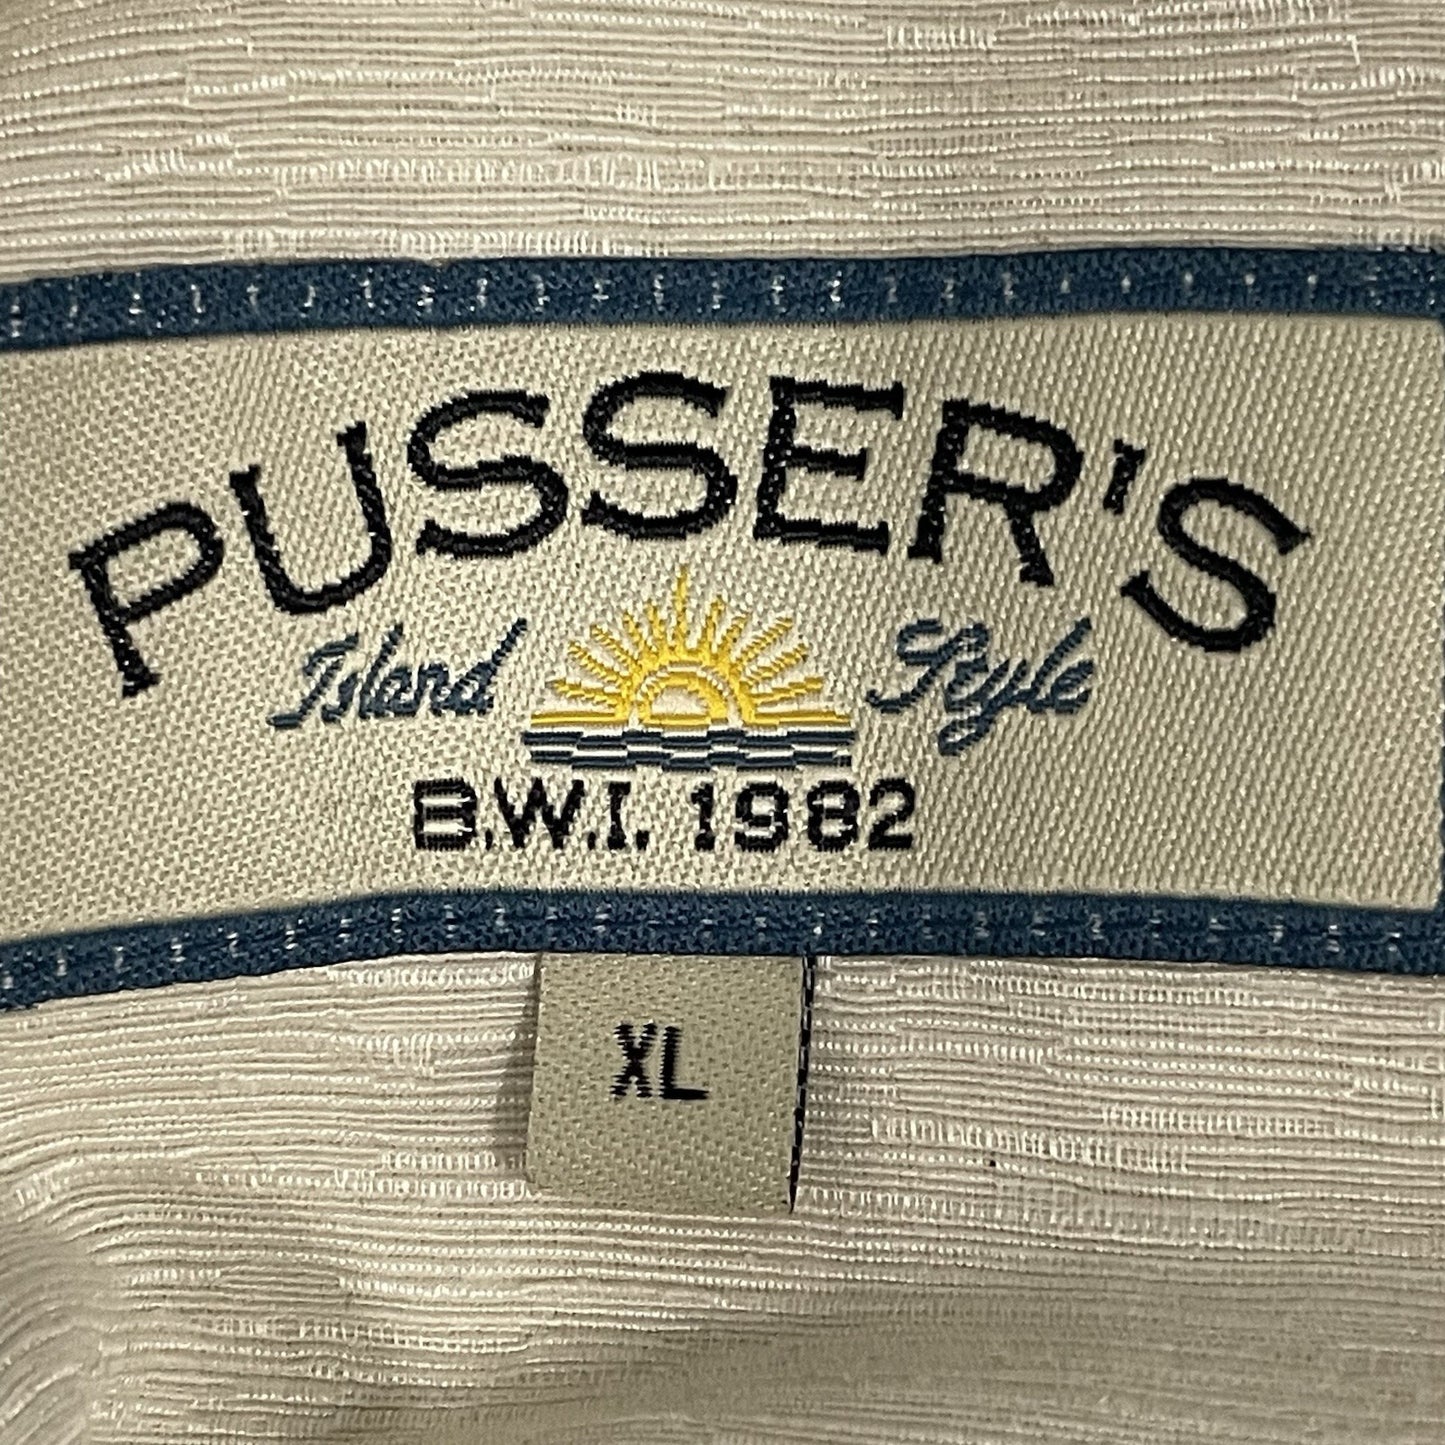 PUSSER'S
Island Style
B.W.I. 1982
XL